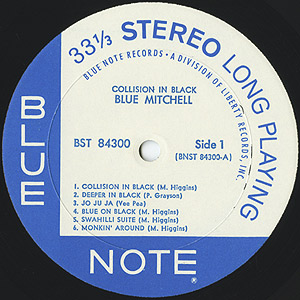 33 1/3 STEREO LONG PLAYING
BLUE NOTE RECORDS • A DIVISION OF LIBERTY RECORDS, INC.
COLLISION IN BLACK
BLUE MITCHELL
BST 84300
Side 1
(BNST 84300-A)
1. COLLISION IN BLACK (M. Higgins)
2. DEEPER IN BLACK (P. Grayson)
3. JO JU JA (Vee Pea)
4. BLUE ON BLACK (M. Higgins)
5. SWAHILLI SUITE (M. Higgins)
6. MONKIN' AROUND (M. Higgins)
BLUE
NOTE
®